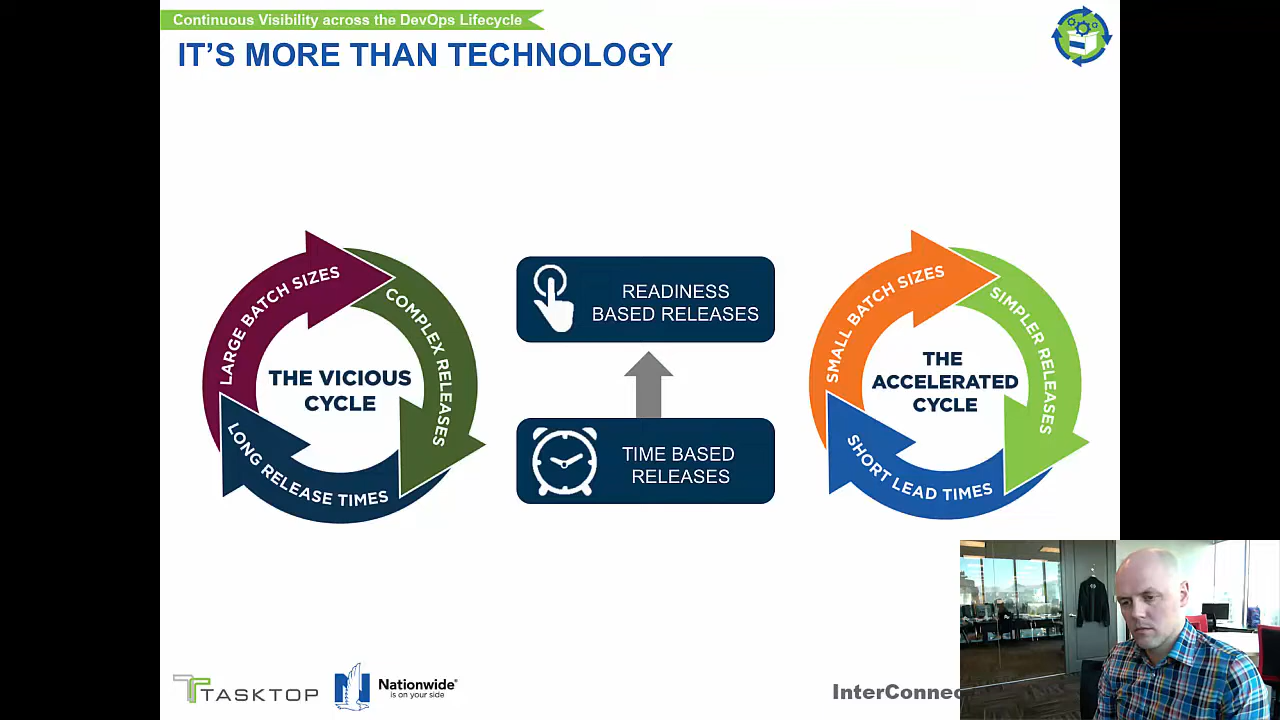 Continuous Visibility across the DevOps Lifecycle
IT'S MORE THAN TECHNOLOGY
LARGE BATCH SIZES
COMPLEX RELEASES
LONG RELEASE TIMES
THE VICIOUS
CYCLE
READINESS
BASED RELEASES
TIME BASED
RELEASES
SMALL BATCH SIZES
SIMPLER RELEASES
SHORT LEAD TIMES
THE
ACCELERATED
CYCLE
TASKTOP
Nationwide®
is on your side
InterConnec